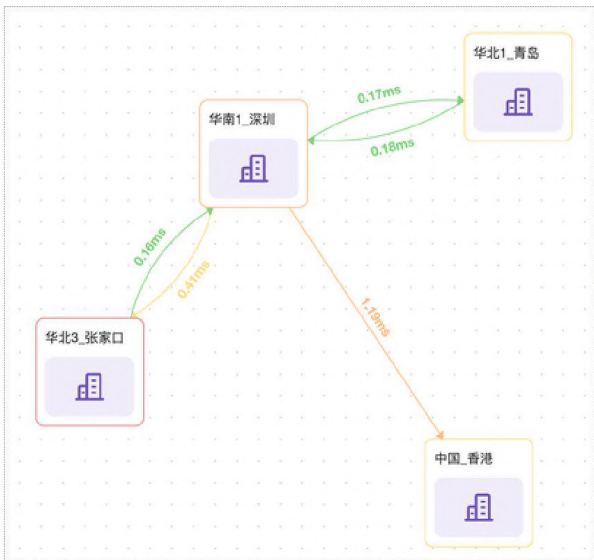 华北1_青岛
0.17ms
华南1_深圳
0.18ms
0.16ms
0.41ms
1.19ms
华北3_张家口
中国_香港